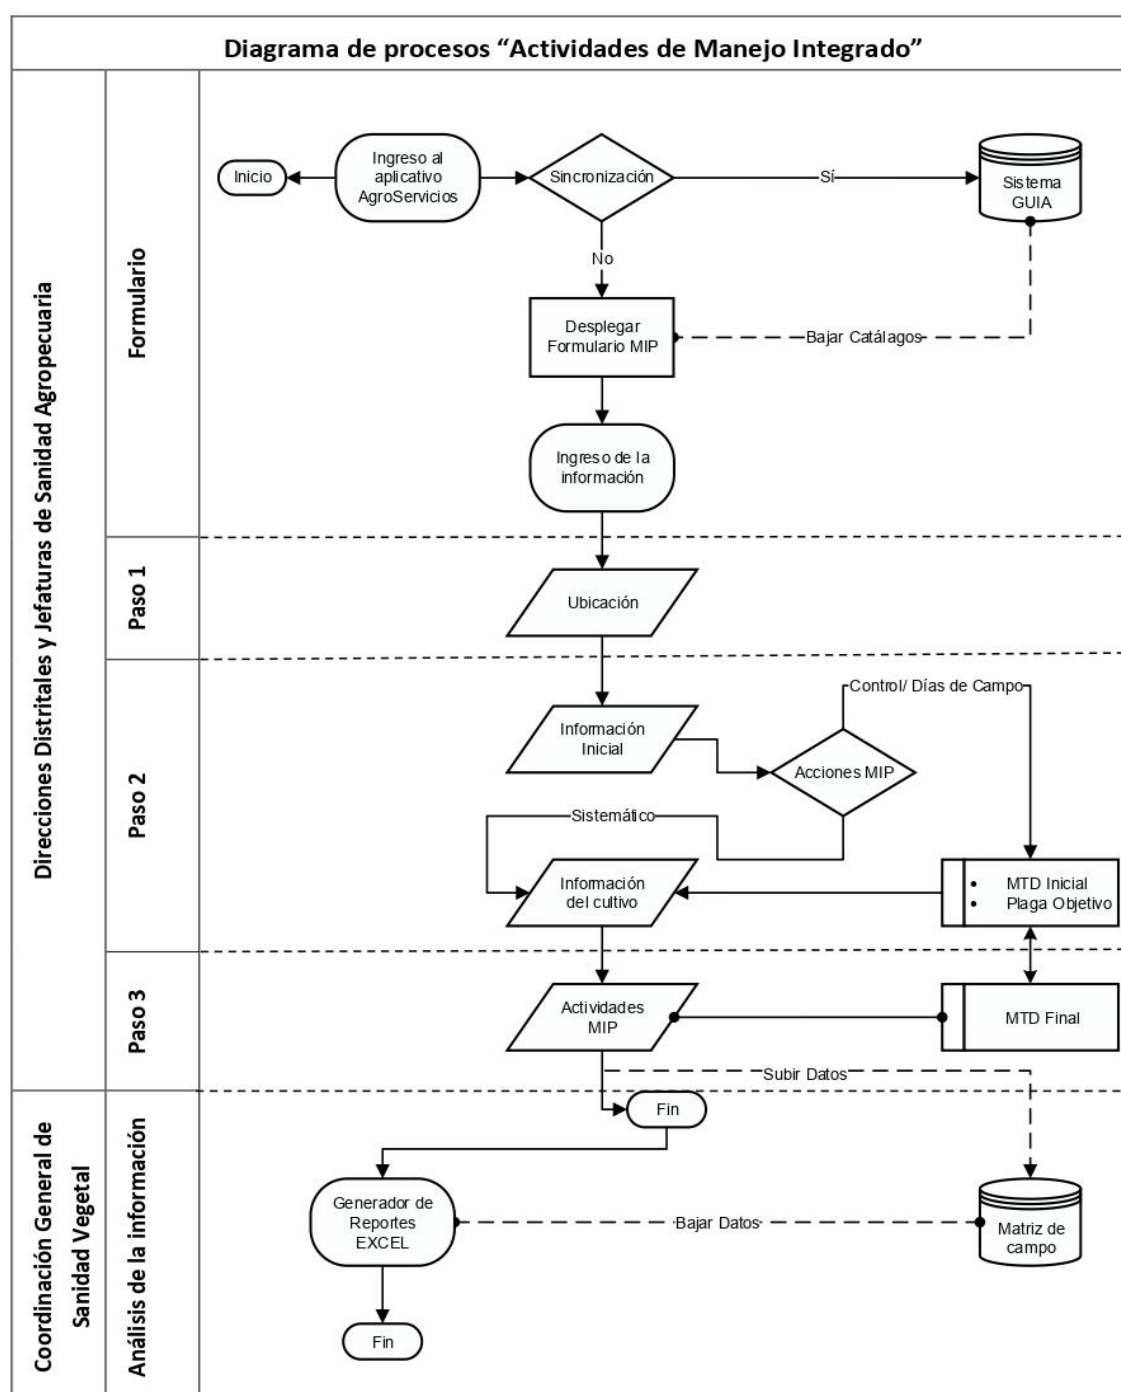 Diagrama de procesos “Actividades de Manejo Integrado”
Direcciones Distritales y Jefaturas de Sanidad Agropecuaria
Formulario
Inicio
Ingreso al
aplicativo
AgroServicios
Sincronización
Sí
Sistema
GUIA
No
Desplegar
Formulario MIP
Bajar Catálagos
Ingreso de la
información
Paso 1
Ubicación
Paso 2
Control/ Días de Campo
Información
Inicial
Acciones MIP
Sistemático
Información
del cultivo
• MTD Inicial
• Plaga Objetivo
Paso 3
Actividades
MIP
MTD Final
Subir Datos
Coordinación General de
Sanidad Vegetal
Análisis de la información
Fin
Generador de
Reportes
EXCEL
Bajar Datos
Matriz de
campo
Fin